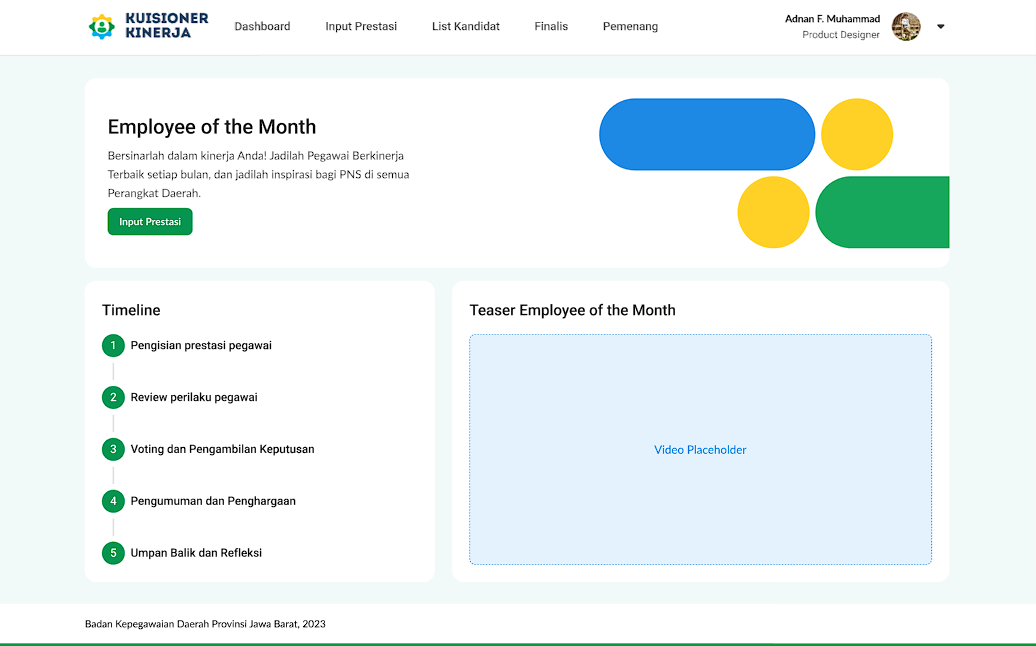 KUISIONER
KINERJA
Dashboard
Input Prestasi
List Kandidat
Finalis
Pemenang
Adnan F. Muhammad
Product Designer
Employee of the Month
Bersinarlah dalam kinerja Anda! Jadilah Pegawai Berkinerja
Terbaik setiap bulan, dan jadilah inspirasi bagi PNS di semua
Perangkat Daerah.
Input Prestasi
Timeline
1 Pengisian prestasi pegawai
2 Review perilaku pegawai
3 Voting dan Pengambilan Keputusan
4 Pengumuman dan Penghargaan
5 Umpan Balik dan Refleksi
Teaser Employee of the Month
Video Placeholder
Badan Kepegawaian Daerah Provinsi Jawa Barat, 2023